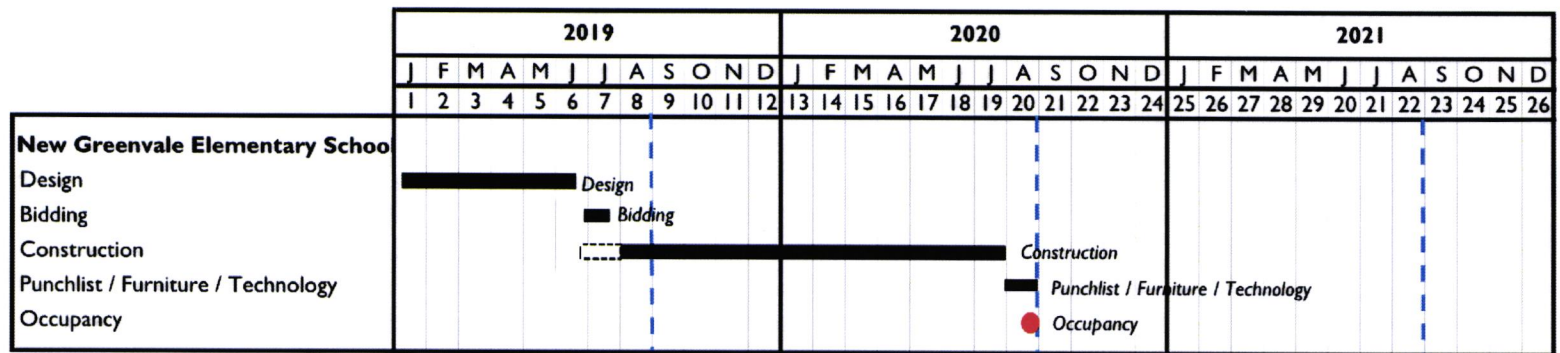 2019 2020 2021
J F M A M J J A S O N D J F M A M J J A S O N D J F M A M J J A S O N D
1 2 3 4 5 6 7 8 9 10 11 12 13 14 15 16 17 18 19 20 21 22 23 24 25 26 27 28 29 20 21 22 23 24 25 26
New Greenvale Elementary School
Design Design
Bidding Bidding
Construction Construction
Punchlist / Furniture / Technology Punchlist / Furniture / Technology
Occupancy Occupancy